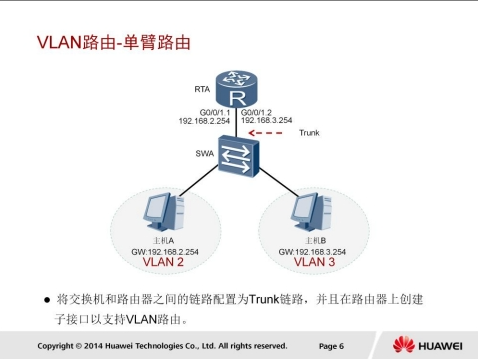 VLAN路由-单臂路由
RTA
R
G0/0/1.1 G0/0/1.2
192.168.2.254 192.168.3.254
Trunk
SWA
主机A 主机B
GW:192.168.2.254 GW:192.168.3.254
VLAN 2 VLAN 3
● 将交换机和路由器之间的链路配置为Trunk链路，并且在路由器上创建
子接口以支持VLAN路由。
Copyright © 2014 Huawei Technologies Co., Ltd. All rights reserved. Page 6 HUAWEI